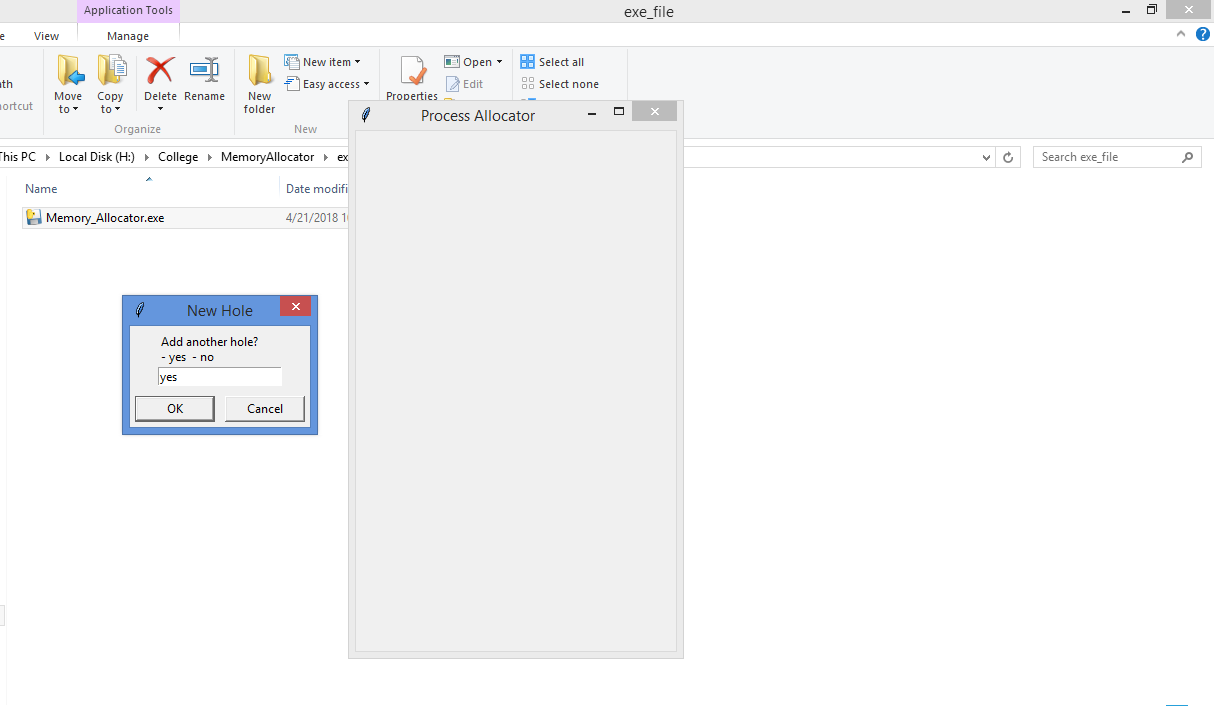 Application Tools
exe_file
e View Manage
Move to
Copy to
Delete
Rename
New folder
New item
Easy access
Properties
Open
Edit
Select all
Select none
ath
ortcut
Organize
New
Process Allocator
This PC Local Disk (H:) College MemoryAllocator ex
Search exe_file
Name Date modifi
Memory_Allocator.exe 4/21/2018 1
New Hole
Add another hole?
- yes - no
yes
OK Cancel